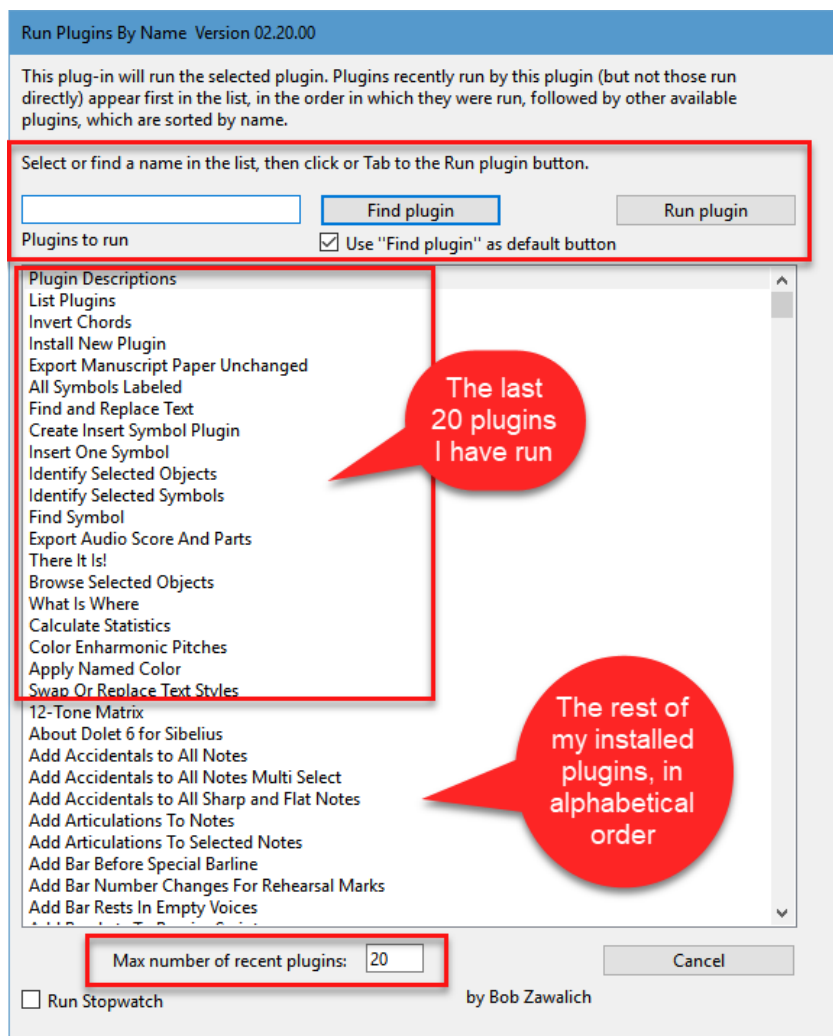 Run Plugins By Name Version 02.20.00
This plug-in will run the selected plugin. Plugins recently run by this plugin (but not those run
directly) appear first in the list, in the order in which they were run, followed by other available
plugins, which are sorted by name.
Select or find a name in the list, then click or Tab to the Run plugin button.
Find plugin
Run plugin
Plugins to run
Use "Find plugin" as default button
Plugin Descriptions
List Plugins
Invert Chords
Install New Plugin
Export Manuscript Paper Unchanged
All Symbols Labeled
Find and Replace Text
Create Insert Symbol Plugin
Insert One Symbol
Identify Selected Objects
Identify Selected Symbols
Find Symbol
Export Audio Score And Parts
There It Is!
Browse Selected Objects
What Is Where
Calculate Statistics
Color Enharmonic Pitches
Apply Named Color
Swap Or Replace Text Styles
The last
20 plugins
I have run
12-Tone Matrix
About Dolet 6 for Sibelius
Add Accidentals to All Notes
Add Accidentals to All Notes Multi Select
Add Accidentals to All Sharp and Flat Notes
Add Articulations To Notes
Add Articulations To Selected Notes
Add Bar Before Special Barline
Add Bar Number Changes For Rehearsal Marks
Add Bar Rests In Empty Voices
The rest of
my installed
plugins, in
alphabetical
order
Max number of recent plugins: 20
Cancel
Run Stopwatch
by Bob Zawalich